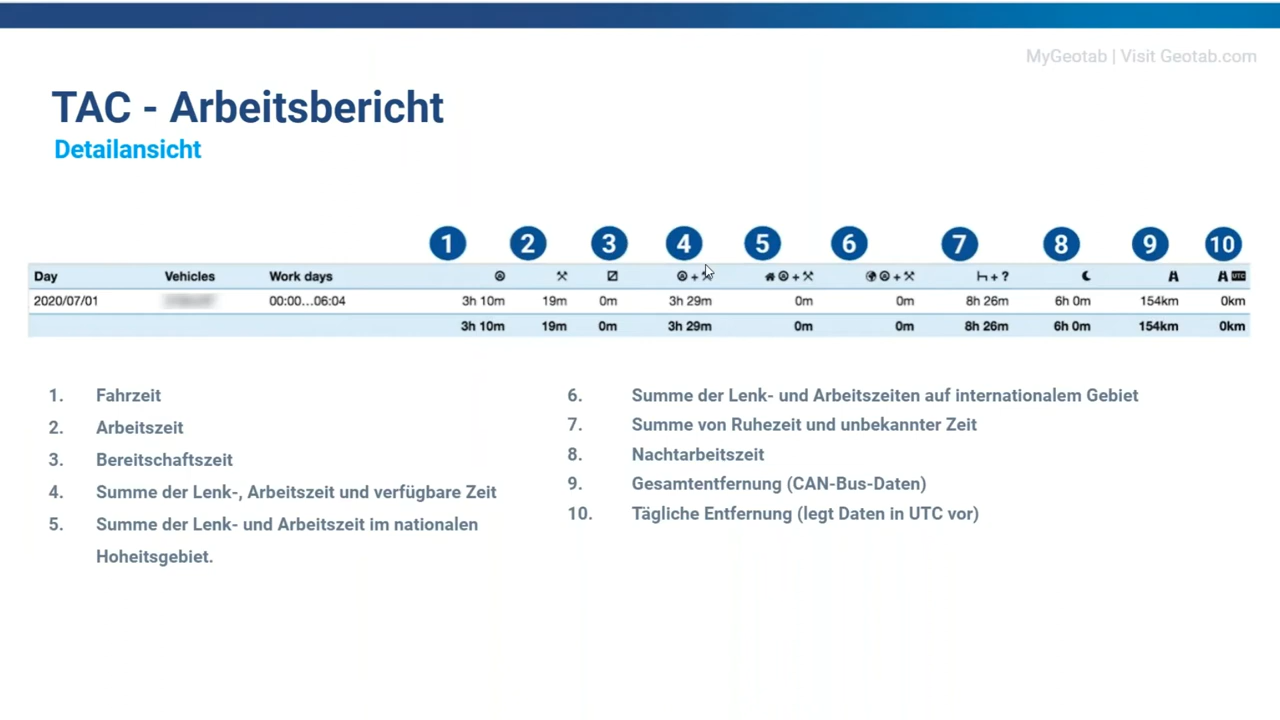 MyGeotab | Visit Geotab.com
TAC - Arbeitsbericht
Detailansicht
1 2 3 4 5 6 7 8 9 10
Day Vehicles Work days + + + + ? UTC
2020/07/01 00:00...06:04 3h 10m 19m 0m 3h 29m 0m 0m 8h 26m 6h 0m 154km 0km
3h 10m 19m 0m 3h 29m 0m 0m 8h 26m 6h 0m 154km 0km
1. Fahrzeit
2. Arbeitszeit
3. Bereitschaftszeit
4. Summe der Lenk-, Arbeitszeit und verfügbare Zeit
5. Summe der Lenk- und Arbeitszeit im nationalen
Hoheitsgebiet.
6. Summe der Lenk- und Arbeitszeiten auf internationalem Gebiet
7. Summe von Ruhezeit und unbekannter Zeit
8. Nachtarbeitszeit
9. Gesamtentfernung (CAN-Bus-Daten)
10. Tägliche Entfernung (legt Daten in UTC vor)